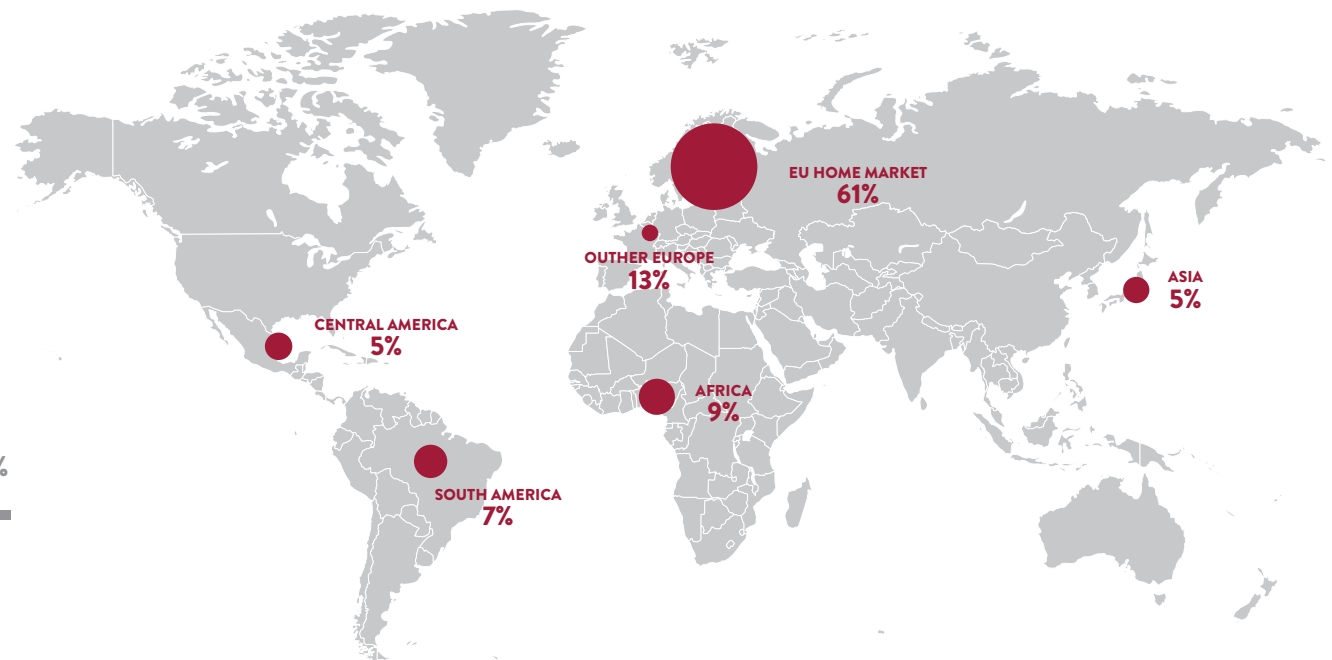 EU HOME MARKET
61%
OUTHER EUROPE
13%
ASIA
5%
CENTRAL AMERICA
5%
AFRICA
9%
%
SOUTH AMERICA
7%